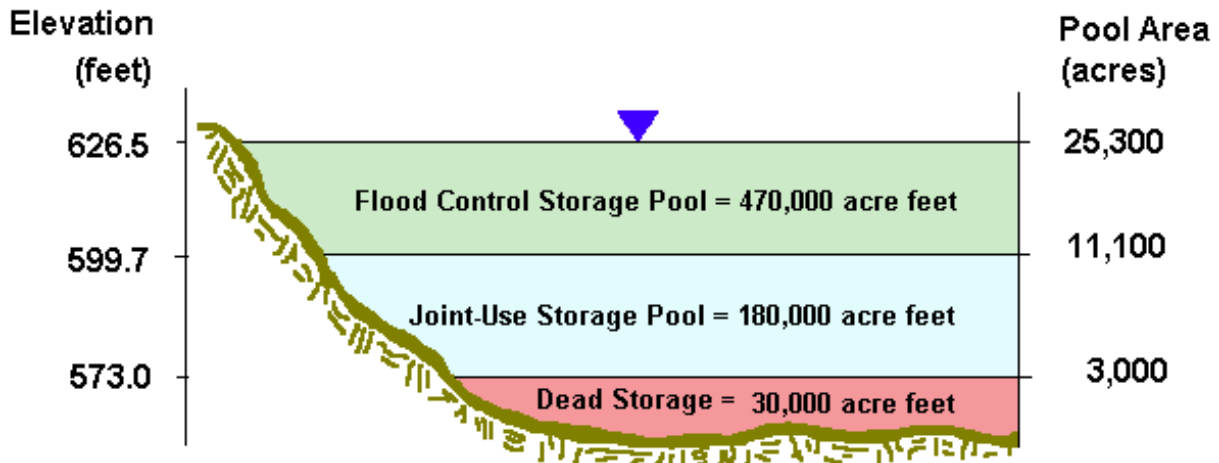 Elevation
(feet)
Pool Area
(acres)
626.5
25,300
Flood Control Storage Pool = 470,000 acre feet
599.7
11,100
Joint-Use Storage Pool = 180,000 acre feet
573.0
3,000
Dead Storage = 30,000 acre feet